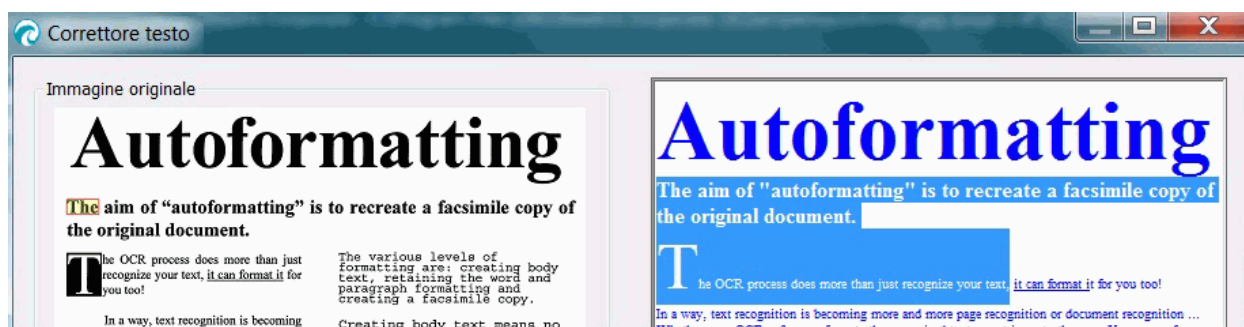 Correttore testo
Immagine originale
Autoformatting
The aim of “autoformatting” is to recreate a facsimile copy of
the original document.
The OCR process does more than just
recognize your text, it can format it for
you too!
In a way, text recognition is becoming
The various levels of
formatting are: creating body
text, retaining the word and
paragraph formatting and
creating a facsimile copy.
Creating body text means no
Autoformatting
The aim of "autoformatting" is to recreate a facsimile copy of
the original document.
The OCR process does more than just recognize your text, it can format it for you too!
In a way, text recognition is becoming more and more page recognition or document recognition ...